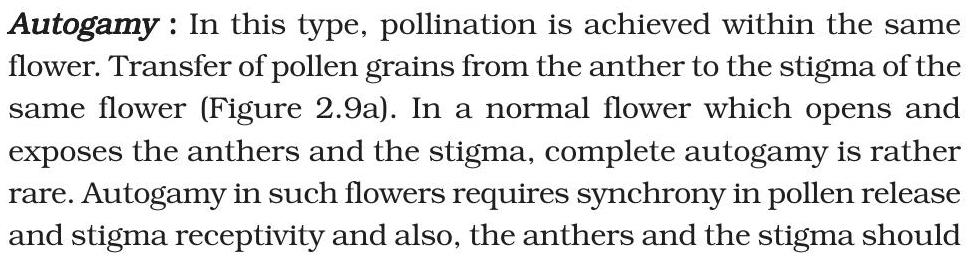 Autogamy : In this type, pollination is achieved within the same
flower. Transfer of pollen grains from the anther to the stigma of the
same flower (Figure 2.9a). In a normal flower which opens and
exposes the anthers and the stigma, complete autogamy is rather
rare. Autogamy in such flowers requires synchrony in pollen release
and stigma receptivity and also, the anthers and the stigma should